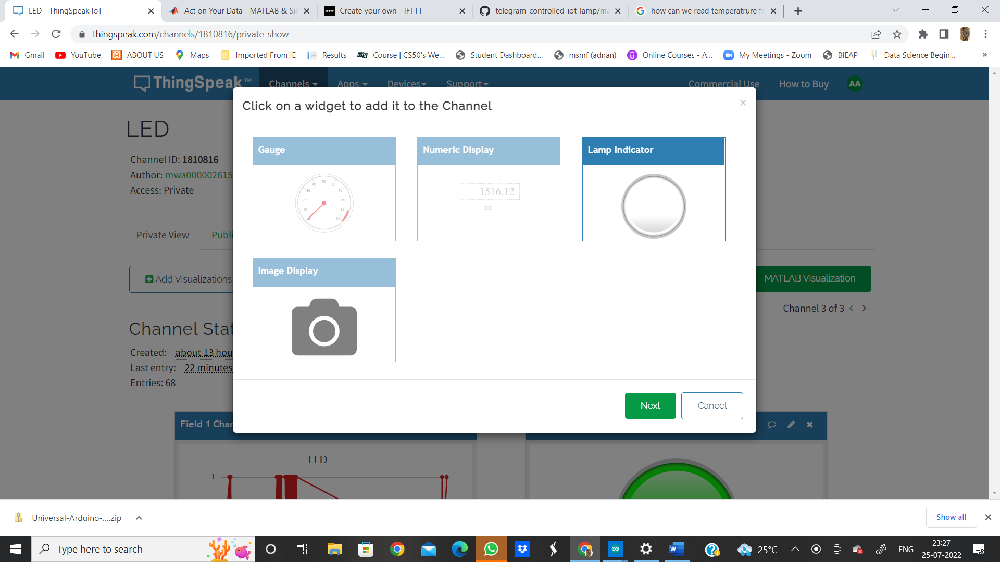 LED - ThingSpeak IoT
Act on Your Data - MATLAB & Sim
IFTTT Create your own - IFTTT
telegram-controlled-iot-lamp/ma
how can we read temperatrure fr
thingspeak.com/channels/1810816/private_show
Gmail YouTube ABOUT US Maps Imported From IE Results edX Course | CS50's We... Student Dashboard... msmf (adnan) Online Courses - A... My Meetings - Zoom BIEAP Data Science Begin... »
ThingSpeak™ Channels Apps Devices Support Commercial Use How to Buy AA
Click on a widget to add it to the Channel ×
LED
Channel ID: 1810816
Author: mwa000002615
Access: Private
Gauge
0 10 20 30 40 50 60 70 80 90 100
Numeric Display
1516.12
DB
Lamp Indicator
Image Display
Private View Publi
Add Visualizations
MATLAB Visualization
Channel 3 of 3 < >
Channel Stat
Created: about 13 hou
Last entry: 22 minutes
Entries: 68
Next Cancel
Field 1 Char
LED
1
Universal-Arduino-....zip
Show all
Type here to search
25°C
ENG
23:27
25-07-2022